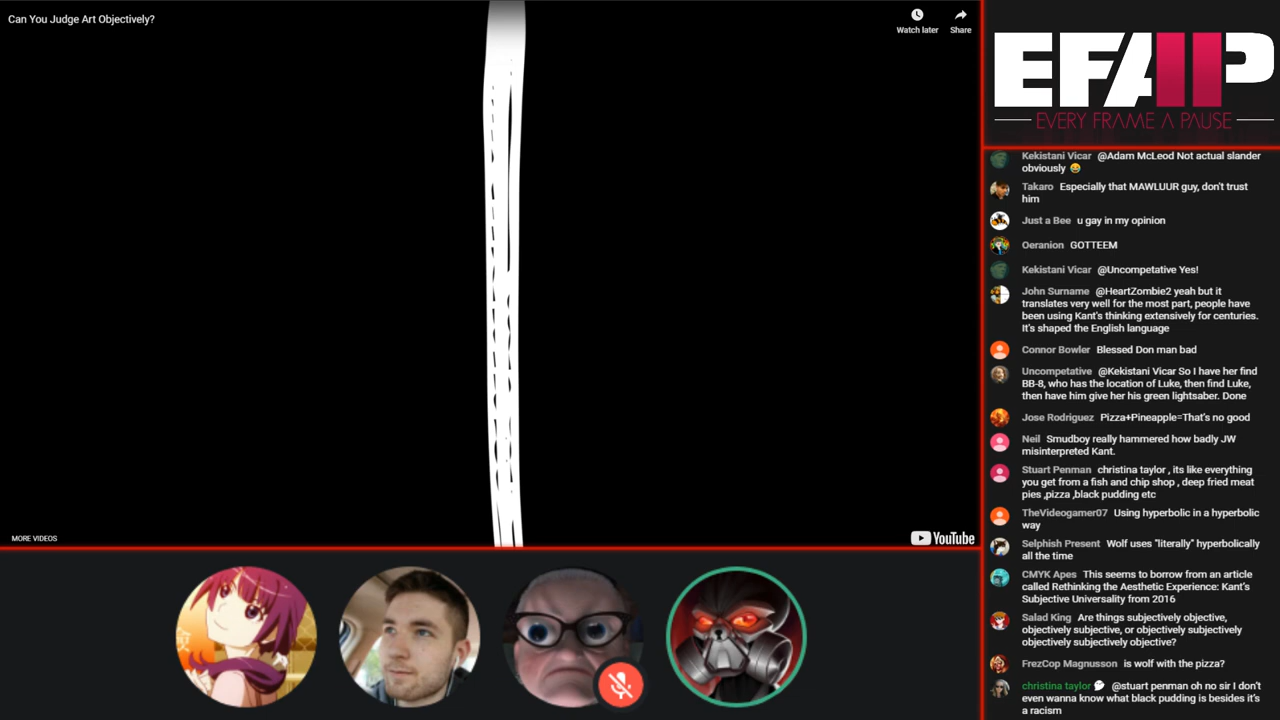 Can You Judge Art Objectively?
Watch later
Share
MORE VIDEOS
YouTube
EFAP
EVERY FRAME A PAUSE
Kekistani Vicar @Adam McLeod Not actual slander
obviously 😂
Takaro Especially that MAWLUUR guy, don't trust
him
Just a Bee u gay in my opinion
Oeranion GOTTEEM
Kekistani Vicar @Uncompetative Yes!
John Surname @HeartZombie2 yeah but it
translates very well for the most part, people have
been using Kant's thinking extensively for centuries.
It's shaped the English language
Connor Bowler Blessed Don man bad
Uncompetative @Kekistani Vicar So I have her find
BB-8, who has the location of Luke, then find Luke,
then have him give her his green lightsaber. Done
Jose Rodriguez Pizza+Pineapple=That's no good
Neil Smudboy really hammered how badly JW
misinterpreted Kant.
Stuart Penman christina taylor , its like everything
you get from a fish and chip shop , deep fried meat
pies ,pizza ,black pudding etc
TheVideogamer07 Using hyperbolic in a hyperbolic
way
Selphish Present Wolf uses "literally" hyperbolically
all the time
CMYK Apes This seems to borrow from an article
called Rethinking the Aesthetic Experience: Kant's
Subjective Universality from 2016
Salad King Are things subjectively objective,
objectively subjective, or objectively subjectively
objectively subjectively objective?
FrezCop Magnusson is wolf with the pizza?
christina taylor @stuart penman oh no sir I don't
even wanna know what black pudding is besides it's
a racism